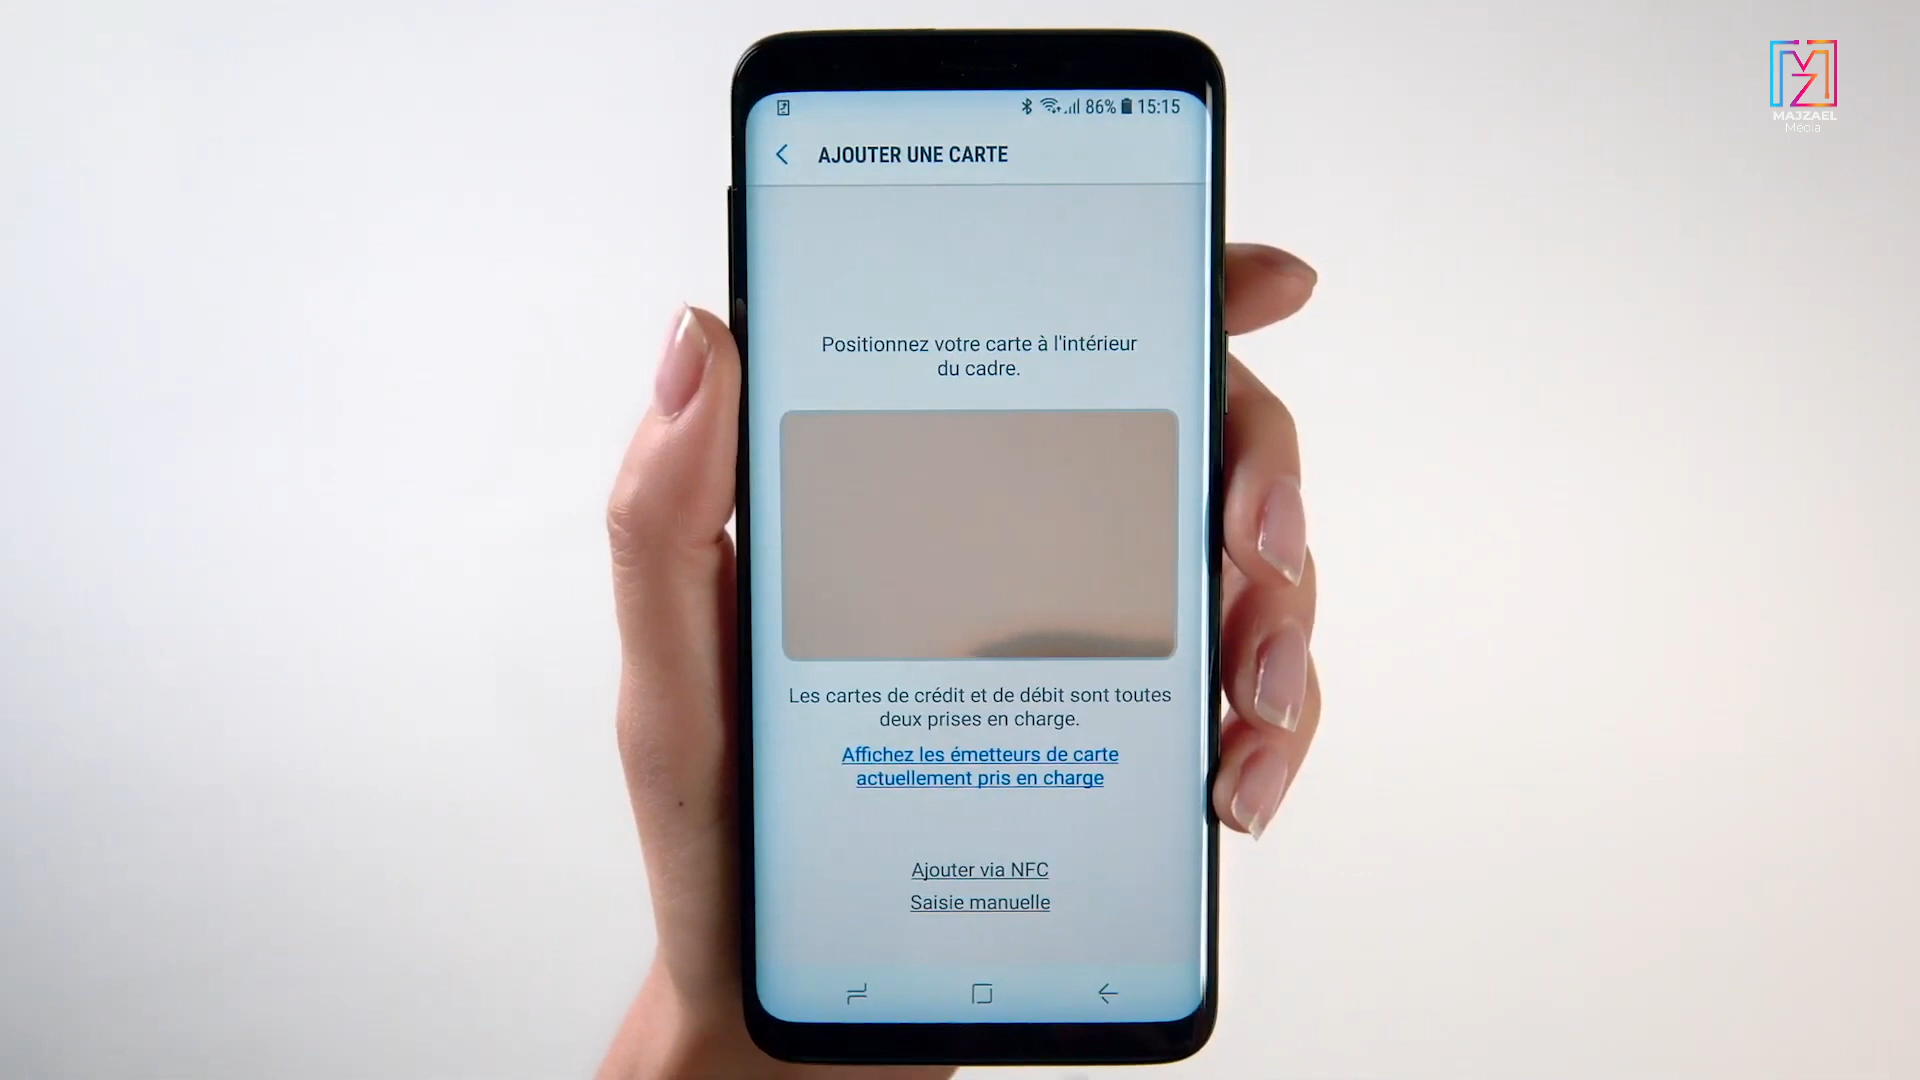 MAJZAEL
Media
86% 15:15
AJOUTER UNE CARTE
Positionnez votre carte à l'intérieur
du cadre.
Les cartes de crédit et de débit sont toutes
deux prises en charge.
Affichez les émetteurs de carte
actuellement pris en charge
Ajouter via NFC
Saisie manuelle